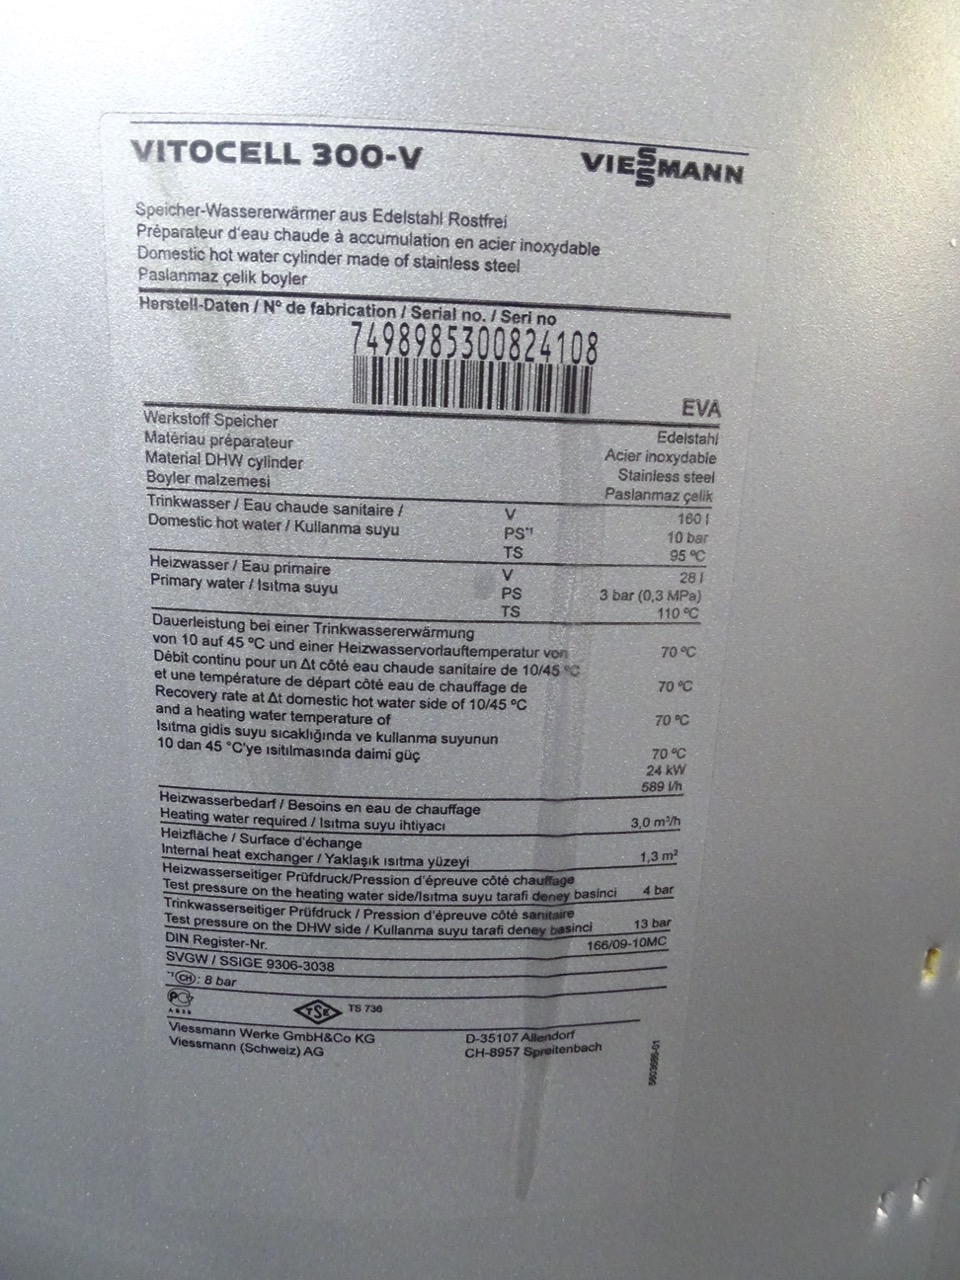 VITOCELL 300-V
VIESSMANN
Speicher-Wassererwärmer aus Edelstahl Rostfrei
Préparateur d'eau chaude à accumulation en acier inoxydable
Domestic hot water cylinder made of stainless steel
Paslanmaz çelik boyler
Herstell-Daten / Nº de fabrication / Serial no. / Seri no
7498985300824108
EVA
Werkstoff Speicher Edelstahl
Matériau préparateur Acier inoxydable
Material DHW cylinder Stainless steel
Boyler malzemesi Paslanmaz çelik
Trinkwasser / Eau chaude sanitaire / V 160 l
Domestic hot water / Kullanma suyu PS*¹ 10 bar
TS 95 ºC
Heizwasser / Eau primaire V 28 l
Primary water / Isıtma suyu PS 3 bar (0,3 MPa)
TS 110 ºC
Dauerleistung bei einer Trinkwassererwärmung
von 10 auf 45 ºC und einer Heizwasservorlauftemperatur von 70 ºC
Débit continu pour un Δt côté eau chaude sanitaire de 10/45 ºC
et une température de départ côté eau de chauffage de 70 ºC
Recovery rate at Δt domestic hot water side of 10/45 ºC
and a heating water temperature of 70 ºC
Isıtma gidis suyu sıcaklığında ve kullanma suyunun
10 dan 45 °C'ye ısıtılmasında daimi güç 70 ºC
24 kW
589 l/h
Heizwasserbedarf / Besoins en eau de chauffage
Heating water required / Isıtma suyu ihtiyacı 3,0 m³/h
Heizfläche / Surface d'échange
Internal heat exchanger / Yaklaşık ısıtma yüzeyi 1,3 m²
Heizwasserseitiger Prüfdruck/Pression d'épreuve côté chauffage
Test pressure on the heating water side/Isıtma suyu tarafi deney basinci 4 bar
Trinkwasserseitiger Prüfdruck / Pression d'épreuve côté sanitaire
Test pressure on the DHW side / Kullanma suyu tarafi deney basinci 13 bar
DIN Register-Nr. 166/09-10MC
SVGW / SSIGE 9306-3038
*¹ CH : 8 bar
TSE TS 736
Viessmann Werke GmbH&Co KG D-35107 Allendorf
Viessmann (Schweiz) AG CH-8957 Spreitenbach